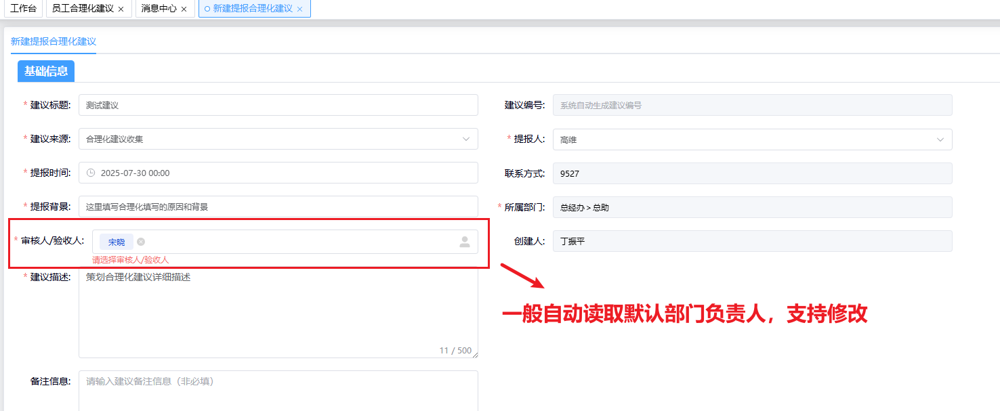 工作台 员工合理化建议 消息中心 新建提报合理化建议
新建提报合理化建议
基础信息
* 建议标题: 测试建议 建议编号: 系统自动生成建议编号
* 建议来源: 合理化建议收集 * 提报人: 高维
* 提报时间: 2025-07-30 00:00 联系方式: 9527
* 提报背景: 这里填写合理化填写的原因和背景 * 所属部门: 总经办 > 总助
* 审核人/验收人: 宋晓 创建人: 丁振平
请选择审核人/验收人
* 建议描述: 策划合理化建议详细描述
一般自动读取默认部门负责人，支持修改
11 / 500
备注信息: 请输入建议备注信息（非必填）